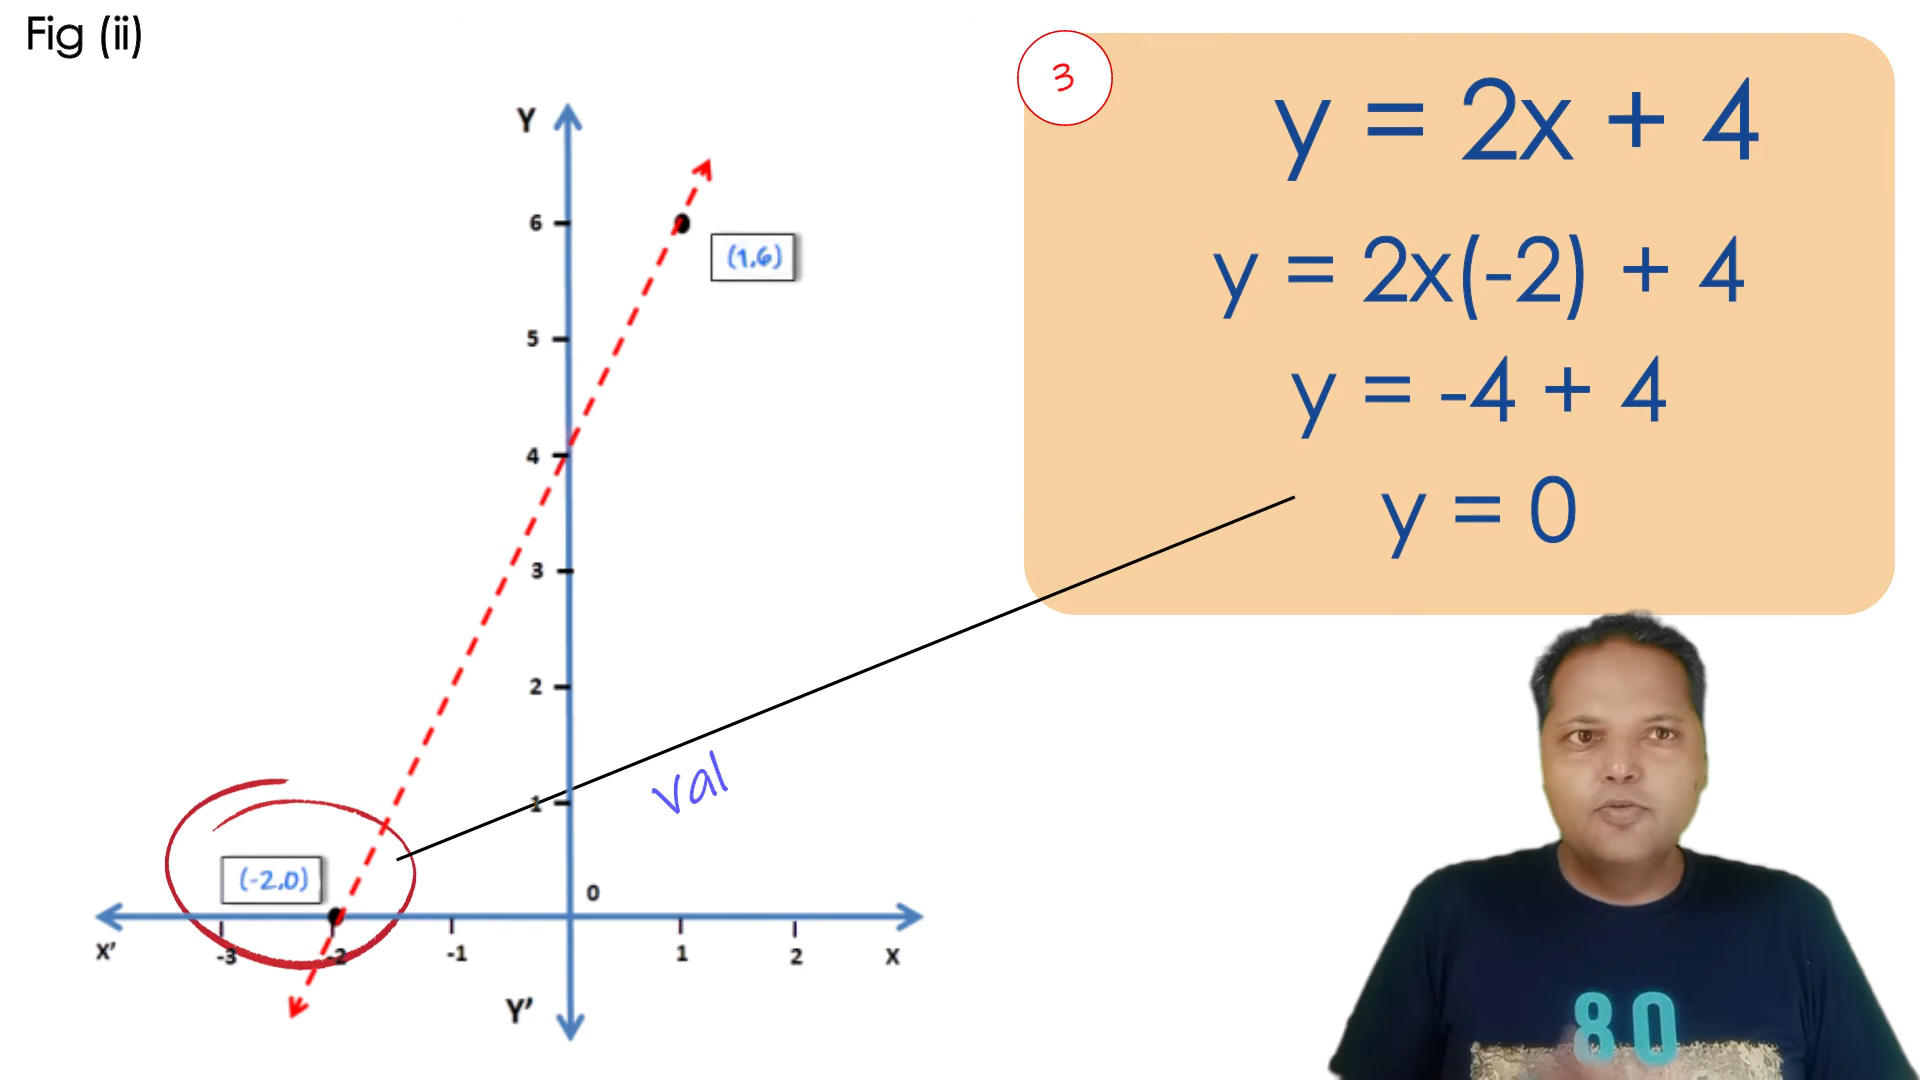 Fig (ii)
3
y = 2x + 4
y = 2x(-2) + 4
y = -4 + 4
y = 0
Y
6
(1,6)
5
4
3
2
1
Val
(-2,0)
0
X'
-3
-2
-1
1
2
X
Y'
80